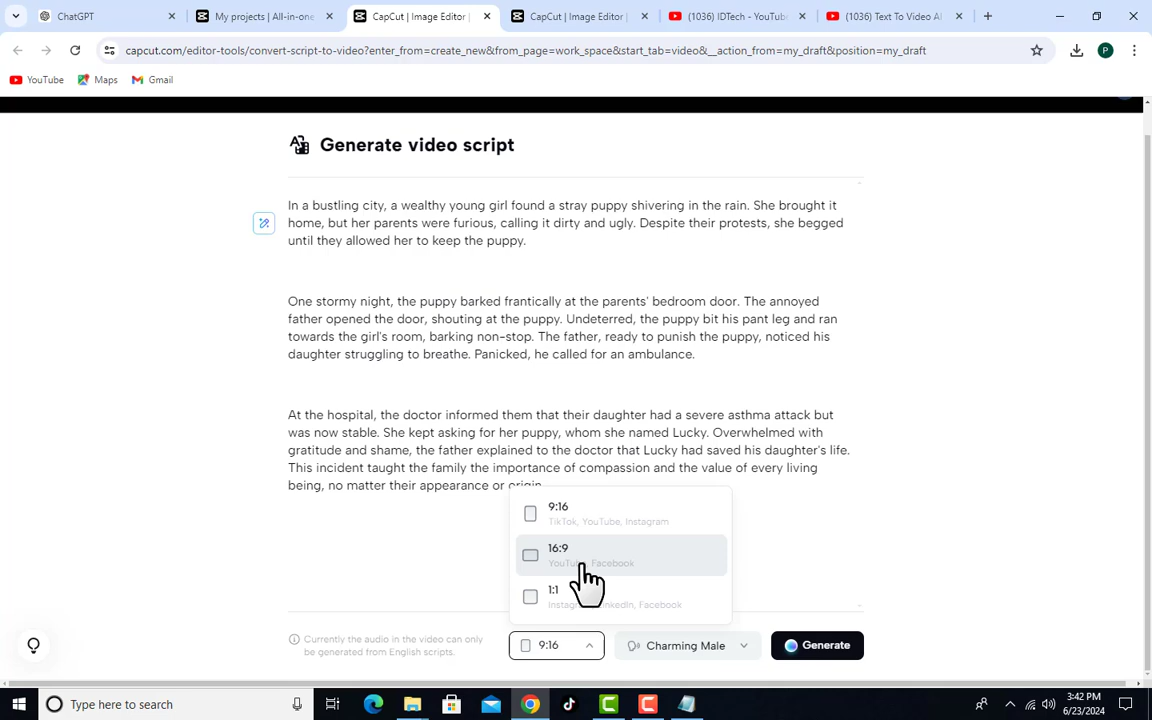 ChatGPT
My projects | All-in-one
CapCut | Image Editor
CapCut | Image Editor
(1036) IDTech - YouTube
(1036) Text To Video AI
capcut.com/editor-tools/convert-script-to-video?enter_from=create_new&from_page=work_space&start_tab=video&__action_from=my_draft&position=my_draft
P
YouTube
Maps
Gmail
Generate video script
In a bustling city, a wealthy young girl found a stray puppy shivering in the rain. She brought it
home, but her parents were furious, calling it dirty and ugly. Despite their protests, she begged
until they allowed her to keep the puppy.
One stormy night, the puppy barked frantically at the parents' bedroom door. The annoyed
father opened the door, shouting at the puppy. Undeterred, the puppy bit his pant leg and ran
towards the girl's room, barking non-stop. The father, ready to punish the puppy, noticed his
daughter struggling to breathe. Panicked, he called for an ambulance.
At the hospital, the doctor informed them that their daughter had a severe asthma attack but
was now stable. She kept asking for her puppy, whom she named Lucky. Overwhelmed with
gratitude and shame, the father explained to the doctor that Lucky had saved his daughter's life.
This incident taught the family the importance of compassion and the value of every living
being, no matter their appearance or origin.
9:16
TikTok, YouTube, Instagram
16:9
YouTube, Facebook
1:1
Instagram, LinkedIn, Facebook
Currently the audio in the video can only
be generated from English scripts.
9:16
Charming Male
Generate
Type here to search
3:42 PM
6/23/2024